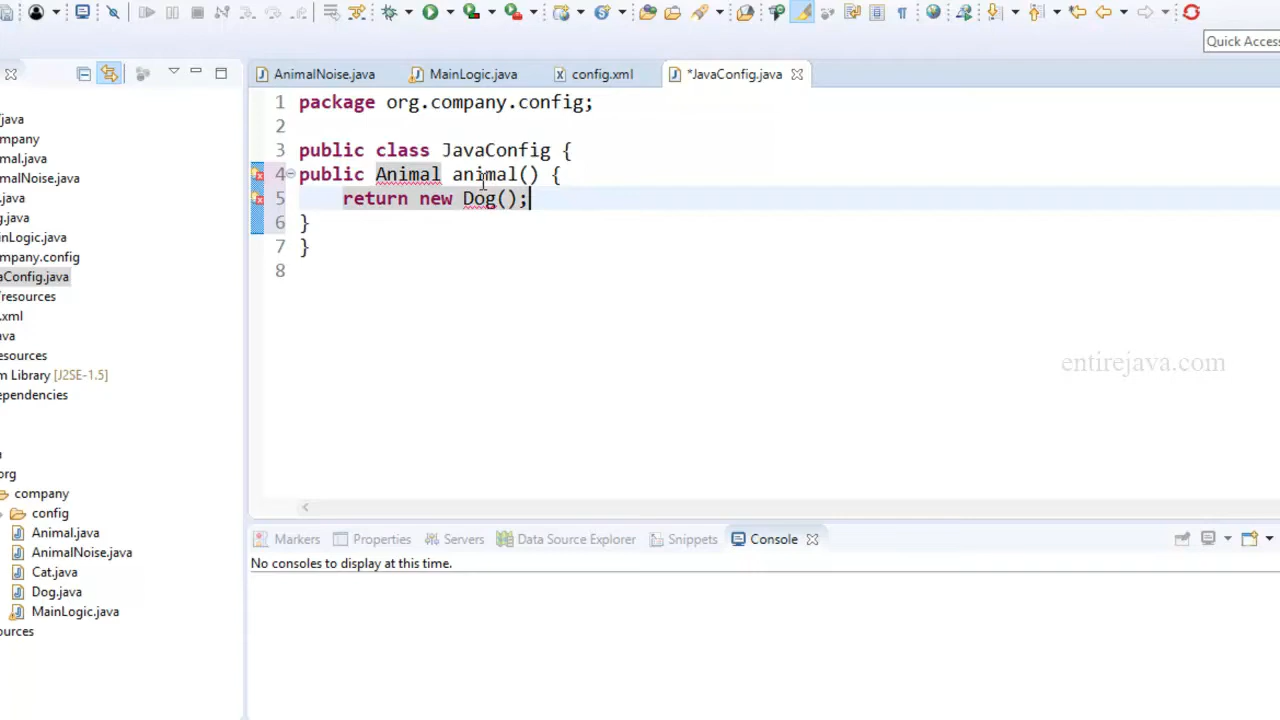 Quick Access
AnimalNoise.java
MainLogic.java
config.xml
*JavaConfig.java
java
mpany
mal.java
malNoise.java
.java
g.java
inLogic.java
mpany.config
aConfig.java
/resources
.xml
ava
esources
m Library [J2SE-1.5]
ependencies
org
company
config
Animal.java
AnimalNoise.java
Cat.java
Dog.java
MainLogic.java
ources
1 package org.company.config;
2
3 public class JavaConfig {
4 public Animal animal() {
5 return new Dog();
6 }
7 }
8
entirejava.com
Markers
Properties
Servers
Data Source Explorer
Snippets
Console
No consoles to display at this time.